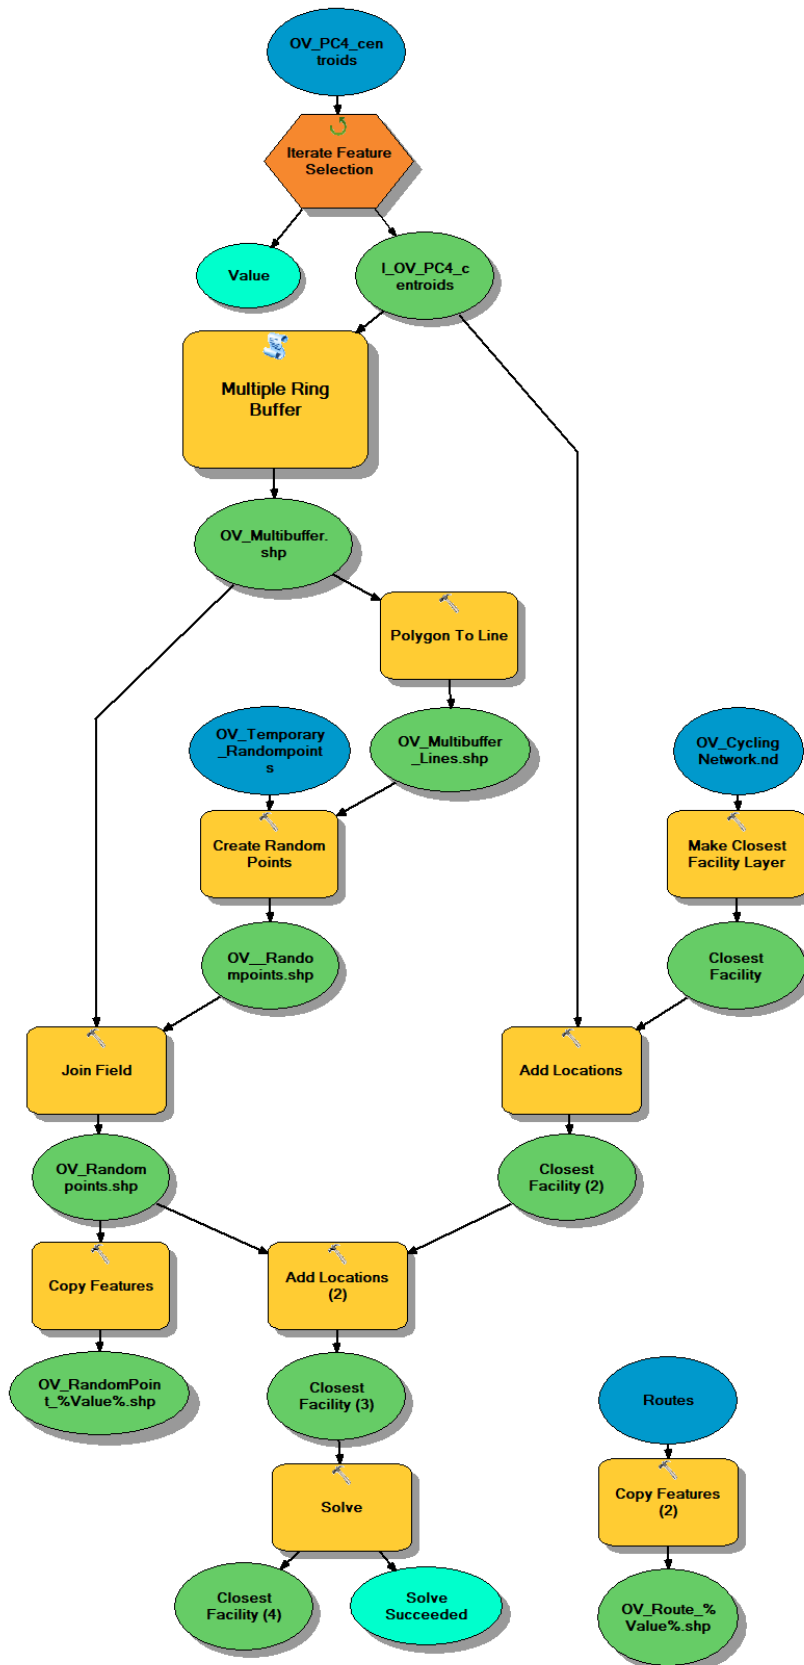 OV_PC4_cen
troids
Iterate Feature
Selection
Value
I_OV_PC4_c
entroids
Multiple Ring
Buffer
OV_Multibuffer.
shp
Polygon To Line
OV_Temporary
_Randompoint
s
OV_Multibuffer
_Lines.shp
OV_Cycling
Network.nd
Create Random
Points
Make Closest
Facility Layer
OV__Rando
mpoints.shp
Closest
Facility
Join Field
Add Locations
OV_Random
points.shp
Closest
Facility (2)
Copy Features
Add Locations
(2)
OV_RandomPoi
nt_%Value%.shp
Closest
Facility (3)
Routes
Solve
Copy Features
(2)
Closest
Facility (4)
Solve
Succeeded
OV_Route_%
Value%.shp